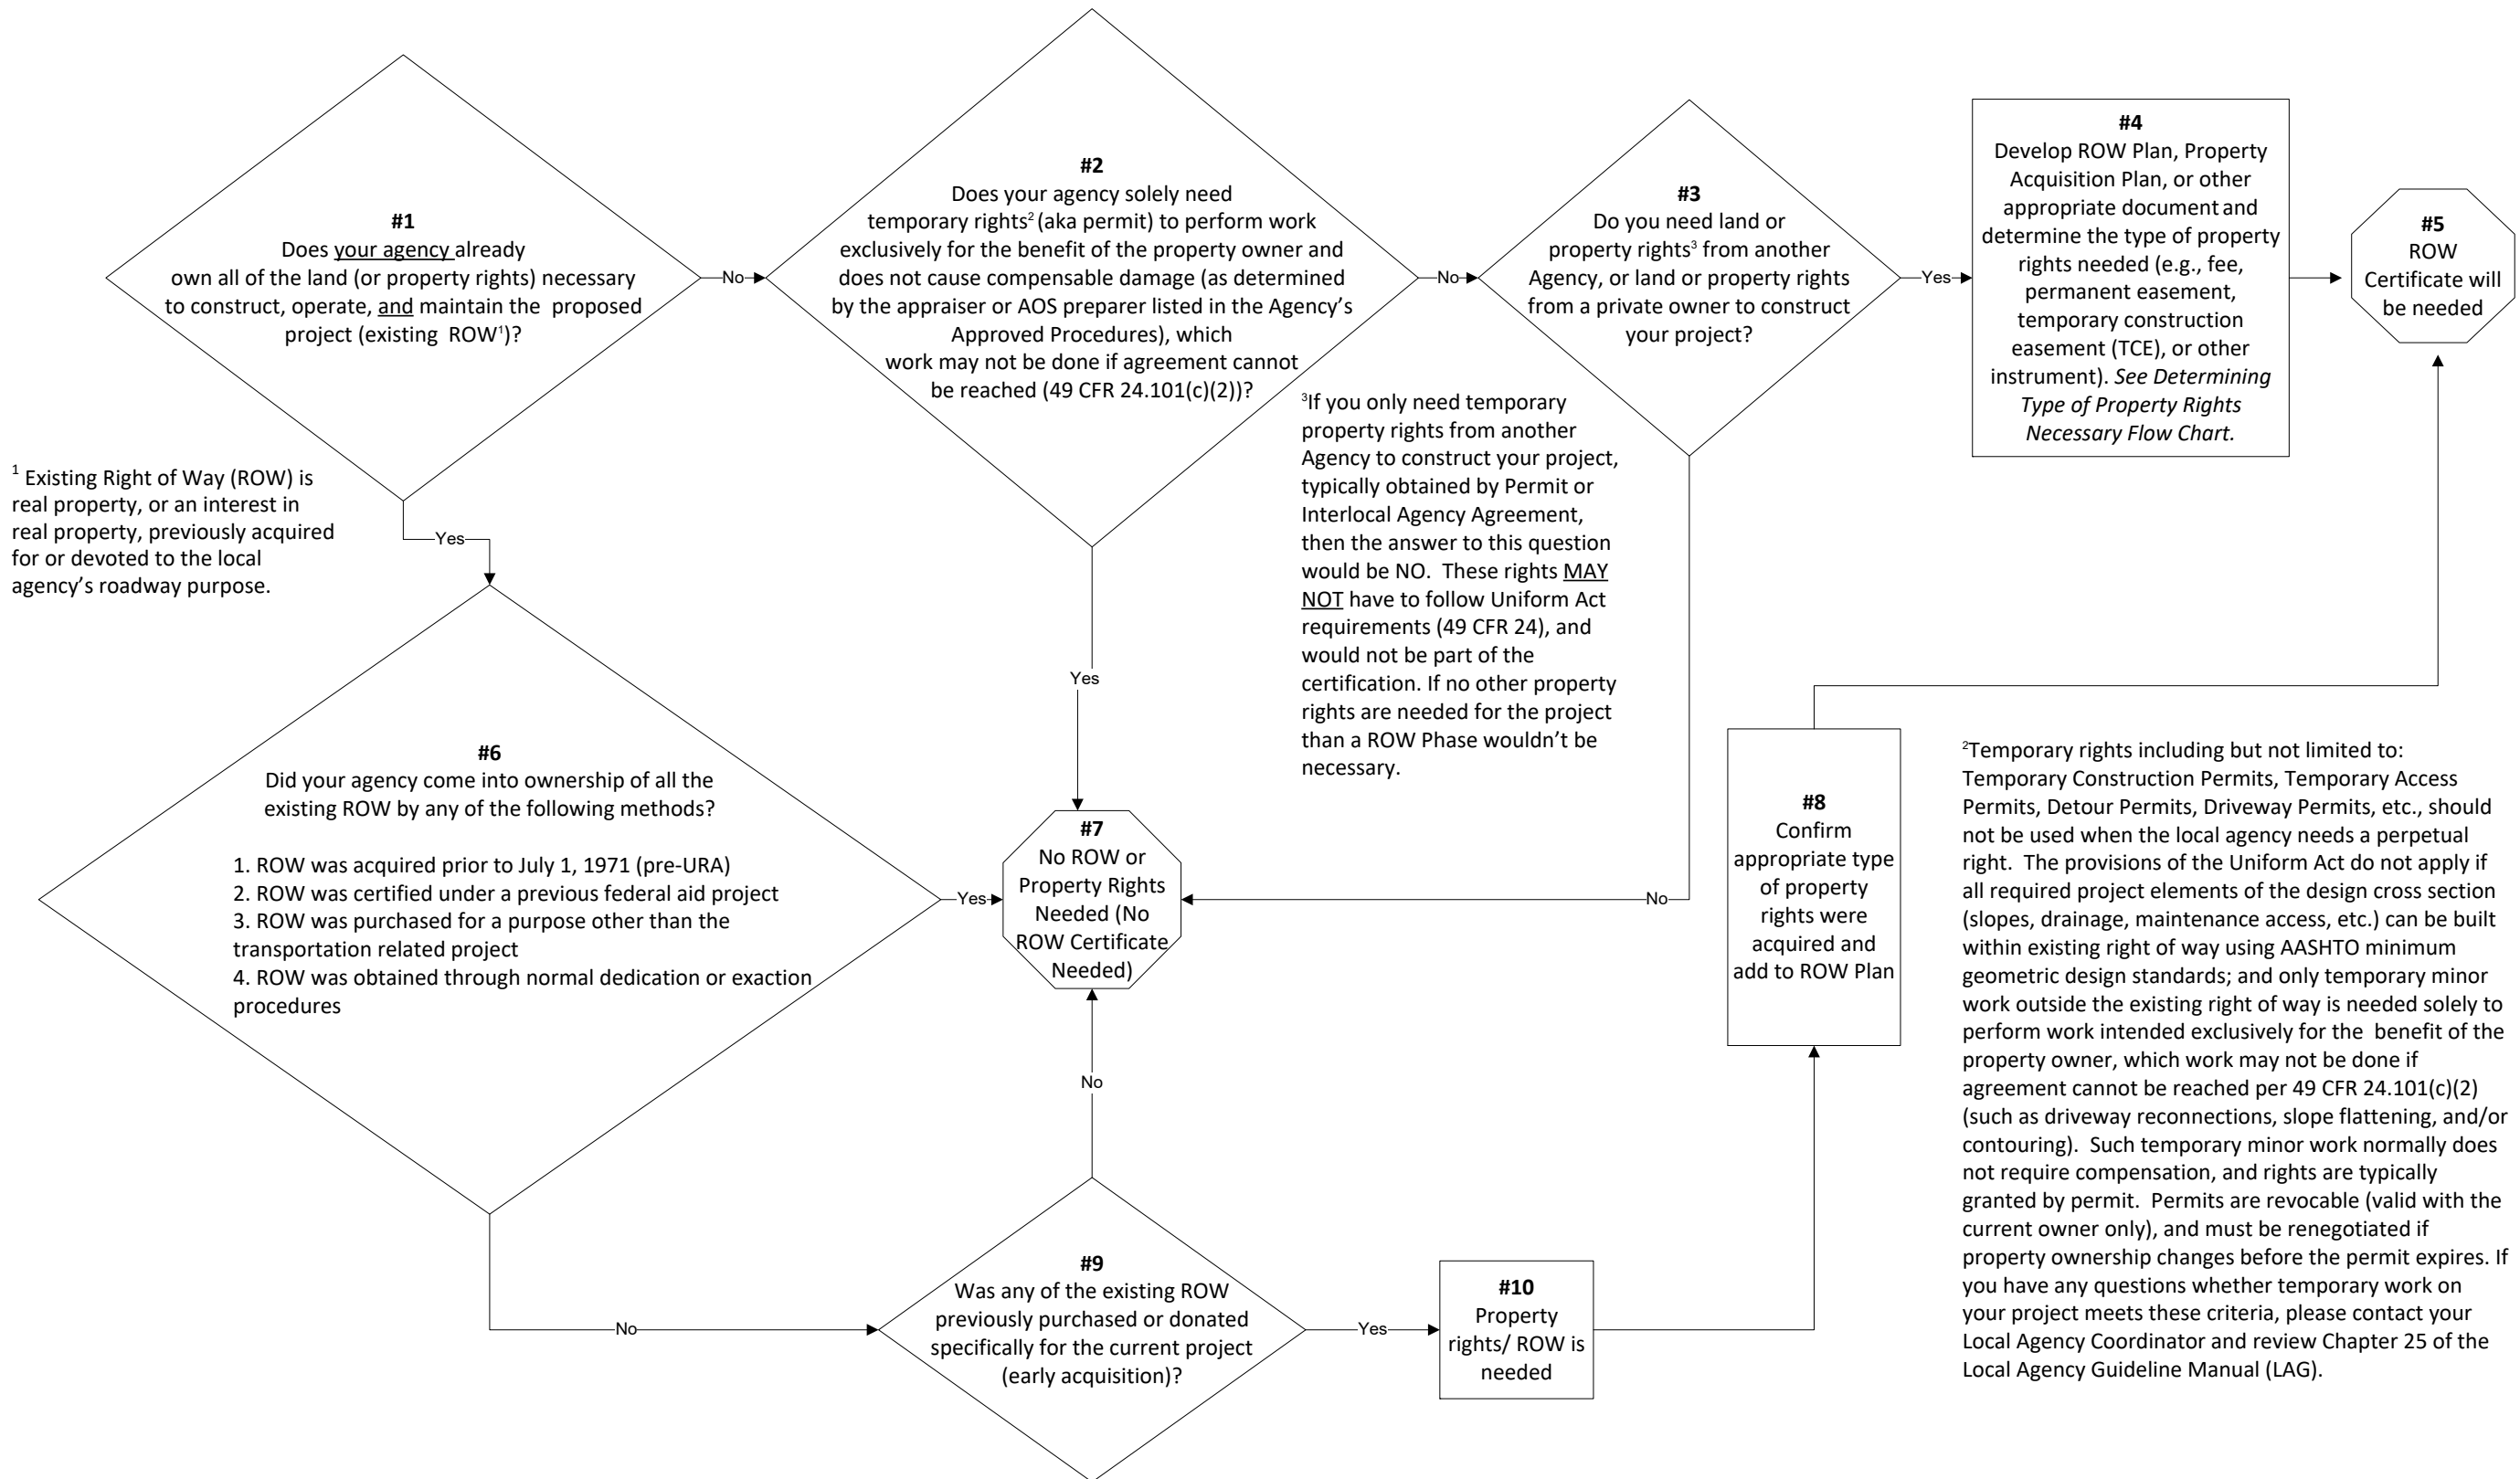 #1
Does your agency already
own all of the land (or property rights) necessary
to construct, operate, and maintain the proposed
project (existing ROW¹)?
No
#2
Does your agency solely need
temporary rights² (aka permit) to perform work
exclusively for the benefit of the property owner and
does not cause compensable damage (as determined
by the appraiser or AOS preparer listed in the Agency’s
Approved Procedures), which
work may not be done if agreement cannot
be reached (49 CFR 24.101(c)(2))?
No
#3
Do you need land or
property rights³ from another
Agency, or land or property rights
from a private owner to construct
your project?
Yes
#4
Develop ROW Plan, Property
Acquisition Plan, or other
appropriate document and
determine the type of property
rights needed (e.g., fee,
permanent easement,
temporary construction
easement (TCE), or other
instrument). See Determining
Type of Property Rights
Necessary Flow Chart.
#5
ROW
Certificate will
be needed
¹ Existing Right of Way (ROW) is
real property, or an interest in
real property, previously acquired
for or devoted to the local
agency’s roadway purpose.
Yes
³If you only need temporary
property rights from another
Agency to construct your project,
typically obtained by Permit or
Interlocal Agency Agreement,
then the answer to this question
would be NO. These rights MAY
NOT have to follow Uniform Act
requirements (49 CFR 24), and
would not be part of the
certification. If no other property
rights are needed for the project
than a ROW Phase wouldn’t be
necessary.
Yes
#6
Did your agency come into ownership of all the
existing ROW by any of the following methods?
1. ROW was acquired prior to July 1, 1971 (pre-URA)
2. ROW was certified under a previous federal aid project
3. ROW was purchased for a purpose other than the
transportation related project
4. ROW was obtained through normal dedication or exaction
procedures
Yes
#7
No ROW or
Property Rights
Needed (No
ROW Certificate
Needed)
No
#8
Confirm
appropriate type
of property
rights were
acquired and
add to ROW Plan
²Temporary rights including but not limited to:
Temporary Construction Permits, Temporary Access
Permits, Detour Permits, Driveway Permits, etc., should
not be used when the local agency needs a perpetual
right. The provisions of the Uniform Act do not apply if
all required project elements of the design cross section
(slopes, drainage, maintenance access, etc.) can be built
within existing right of way using AASHTO minimum
geometric design standards; and only temporary minor
work outside the existing right of way is needed solely to
perform work intended exclusively for the benefit of the
property owner, which work may not be done if
agreement cannot be reached per 49 CFR 24.101(c)(2)
(such as driveway reconnections, slope flattening, and/or
contouring). Such temporary minor work normally does
not require compensation, and rights are typically
granted by permit. Permits are revocable (valid with the
current owner only), and must be renegotiated if
property ownership changes before the permit expires. If
you have any questions whether temporary work on
your project meets these criteria, please contact your
Local Agency Coordinator and review Chapter 25 of the
Local Agency Guideline Manual (LAG).
No
No
#9
Was any of the existing ROW
previously purchased or donated
specifically for the current project
(early acquisition)?
Yes
#10
Property
rights/ ROW is
needed